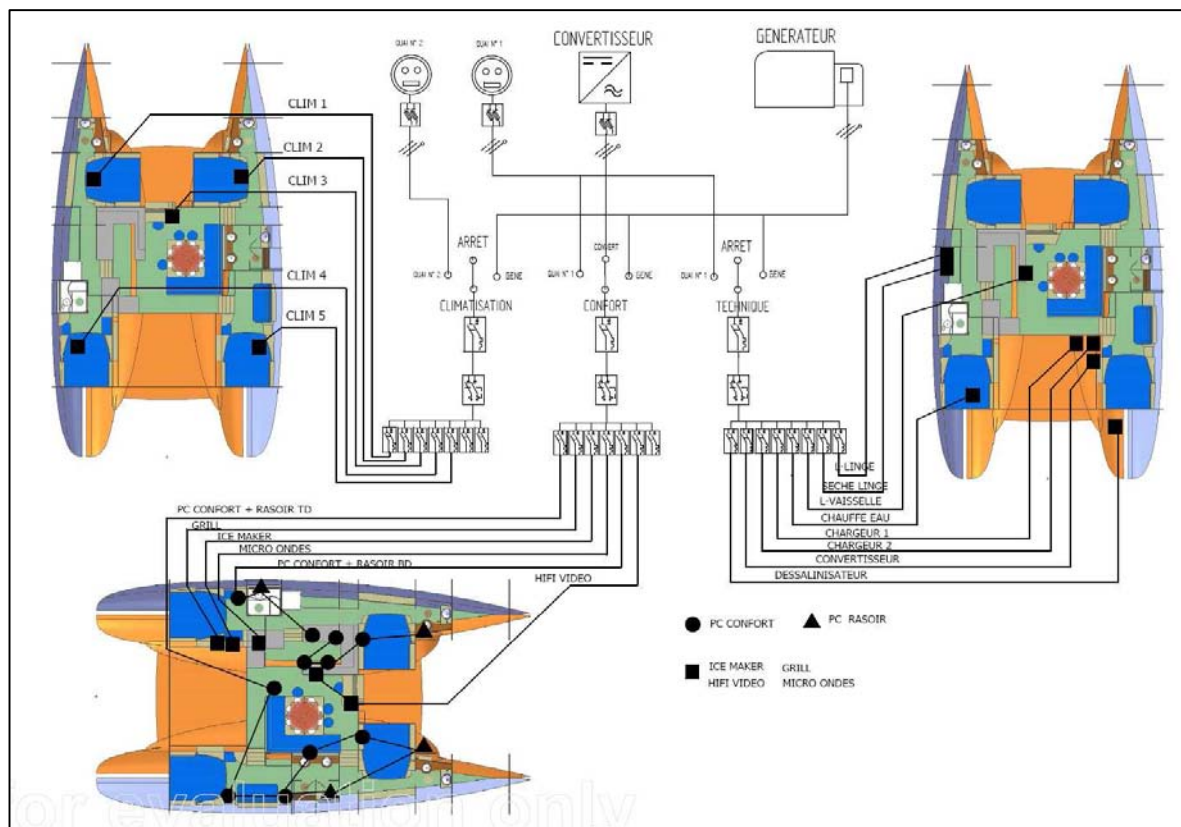 QUAI N° 2
QUAI N° 1
CONVERTISSEUR
GENERATEUR
CLIM 1
CLIM 2
CLIM 3
CLIM 4
CLIM 5
ARRET
CONVERT
ARRET
QUAI N° 2
GENE
QUAI N° 1
GENE
QUAI N° 1
GENE
CLIMATISATION
CONFORT
TECHNIQUE
L-LINGE
SECHE LINGE
L-VAISSELLE
CHAUFFE EAU
CHARGEUR 1
CHARGEUR 2
CONVERTISSEUR
DESSALINISATEUR
PC CONFORT + RASOIR TD
GRILL
ICE MAKER
MICRO ONDES
PC CONFORT + RASOIR BD
HIFI VIDEO
PC CONFORT
PC RASOIR
ICE MAKER GRILL
HIFI VIDEO MICRO ONDES
for evaluation only